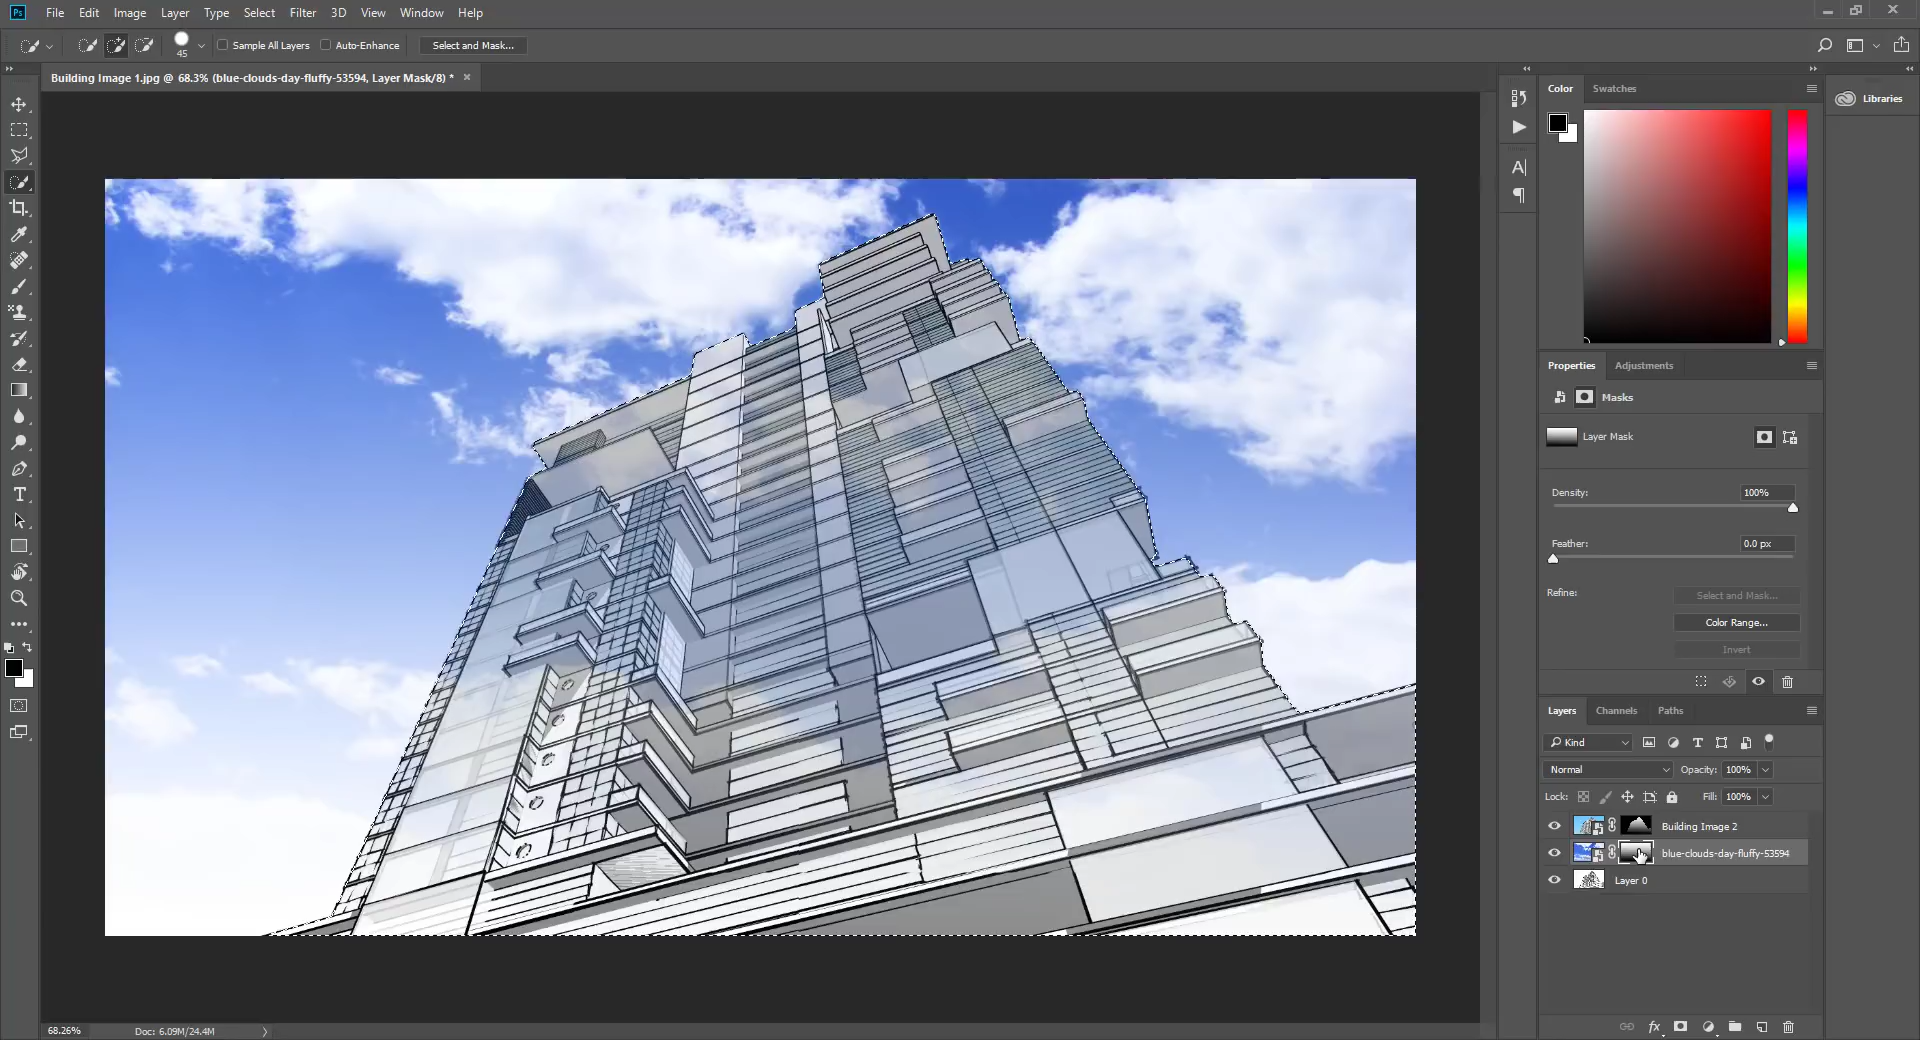 Ps File Edit Image Layer Type Select Filter 3D View Window Help
45 Sample All Layers Auto-Enhance Select and Mask...
Building Image 1.jpg @ 68.3% (blue-clouds-day-fluffy-53594, Layer Mask/8) * ×
Color Swatches
Libraries
Properties Adjustments
Masks
Layer Mask
Density: 100%
Feather: 0.0 px
Refine: Select and Mask...
Color Range...
Invert
Layers Channels Paths
Kind
Normal Opacity: 100%
Lock: Fill: 100%
Building Image 2
blue-clouds-day-fluffy-53594
Layer 0
fx
68.26% Doc: 6.09M/24.4M